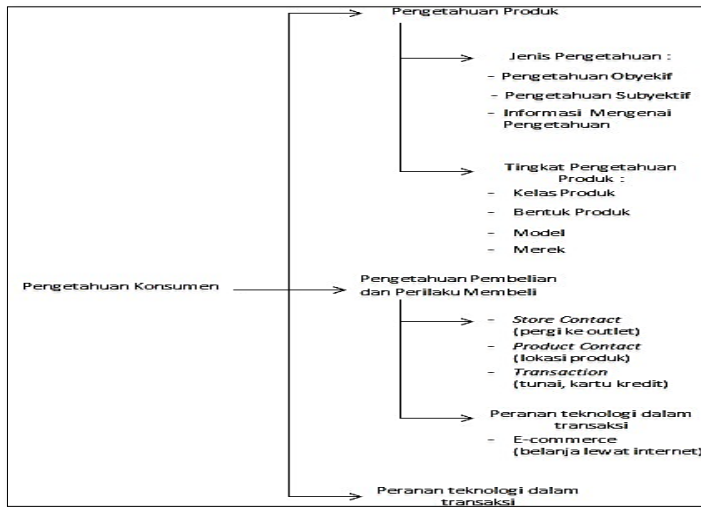 Pengetahuan Produk
Jenis Pengetahuan :
- Pengetahuan Obyekif
- Pengetahuan Subyektif
- Informasi Mengenai
Pengetahuan
Tingkat Pengetahuan
Produk :
- Kelas Produk
- Bentuk Produk
- Model
- Merek
Pengetahuan Konsumen
Pengetahuan Pembelian
dan Perilaku Membeli
- Store Contact
(pergi ke outlet)
- Product Contact
(lokasi produk)
- Transaction
(tunai, kartu kredit)
Peranan teknologi dalam
transaksi
- E-commerce
(belanja lewat internet)
Peranan teknologi dalam
transaksi